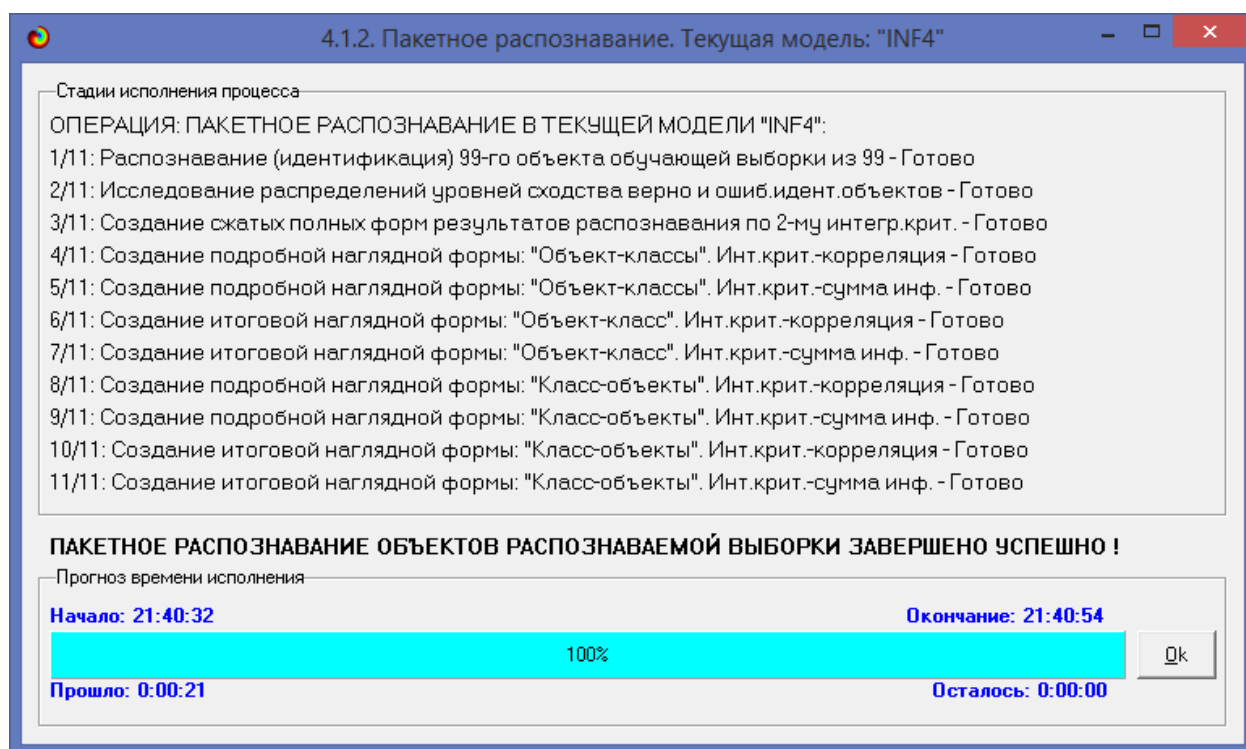 4.1.2. Пакетное распознавание. Текущая модель: "INF4"
Стадии исполнения процесса
ОПЕРАЦИЯ: ПАКЕТНОЕ РАСПОЗНАВАНИЕ В ТЕКУЩЕЙ МОДЕЛИ "INF4":
1/11: Распознавание (идентификация) 99-го объекта обучающей выборки из 99 - Готово
2/11: Исследование распределений уровней сходства верно и ошиб.идент.объектов - Готово
3/11: Создание сжатых полных форм результатов распознавания по 2-му интегр.крит. - Готово
4/11: Создание подробной наглядной формы: "Объект-классы". Инт.крит.-корреляция - Готово
5/11: Создание подробной наглядной формы: "Объект-классы". Инт.крит.-сумма инф. - Готово
6/11: Создание итоговой наглядной формы: "Объект-класс". Инт.крит.-корреляция - Готово
7/11: Создание итоговой наглядной формы: "Объект-класс". Инт.крит.-сумма инф. - Готово
8/11: Создание подробной наглядной формы: "Класс-объекты". Инт.крит.-корреляция - Готово
9/11: Создание подробной наглядной формы: "Класс-объекты". Инт.крит.-сумма инф. - Готово
10/11: Создание итоговой наглядной формы: "Класс-объекты". Инт.крит.-корреляция - Готово
11/11: Создание итоговой наглядной формы: "Класс-объекты". Инт.крит.-сумма инф. - Готово
ПАКЕТНОЕ РАСПОЗНАВАНИЕ ОБЪЕКТОВ РАСПОЗНАВАЕМОЙ ВЫБОРКИ ЗАВЕРШЕНО УСПЕШНО !
Прогноз времени исполнения
Начало: 21:40:32 Окончание: 21:40:54
100% Ok
Прошло: 0:00:21 Осталось: 0:00:00